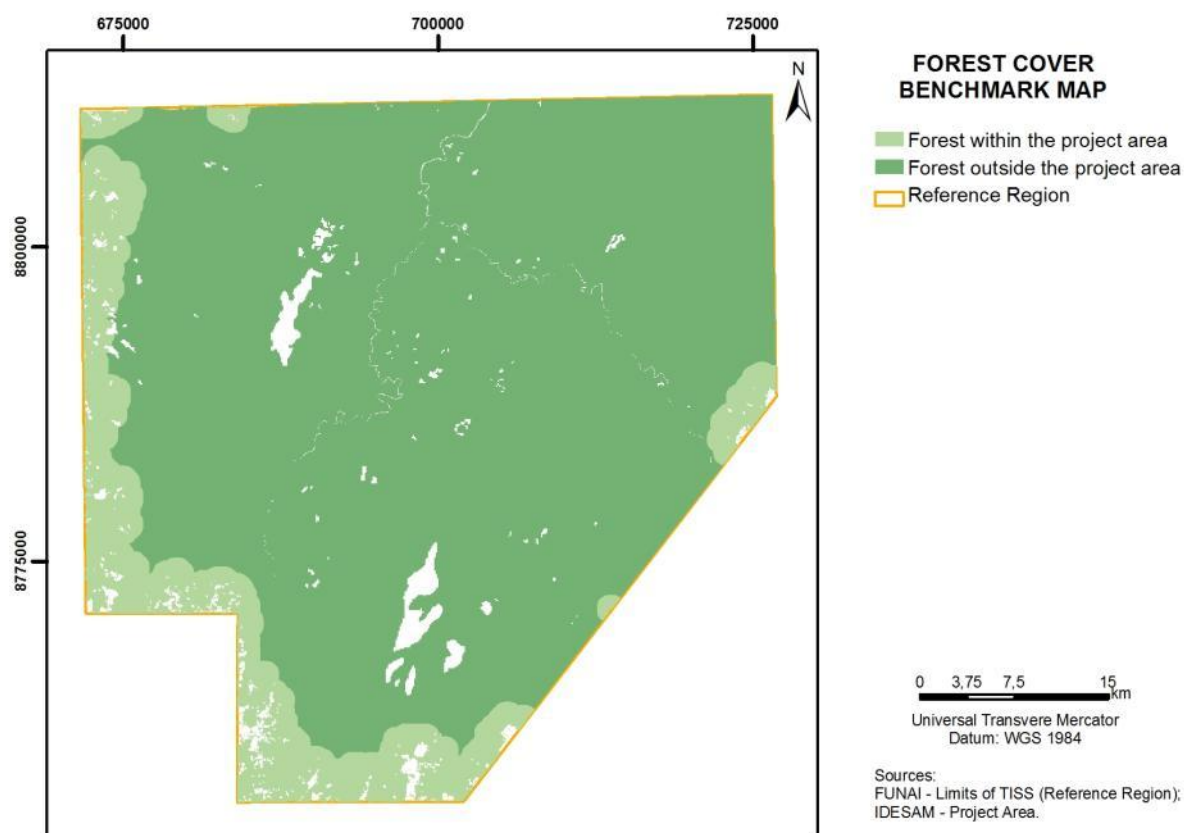 675000
700000
725000
8800000
8775000
N
FOREST COVER
BENCHMARK MAP
Forest within the project area
Forest outside the project area
Reference Region
0 3,75 7,5 15
km
Universal Transvere Mercator
Datum: WGS 1984
Sources:
FUNAI - Limits of TISS (Reference Region);
IDESAM - Project Area.